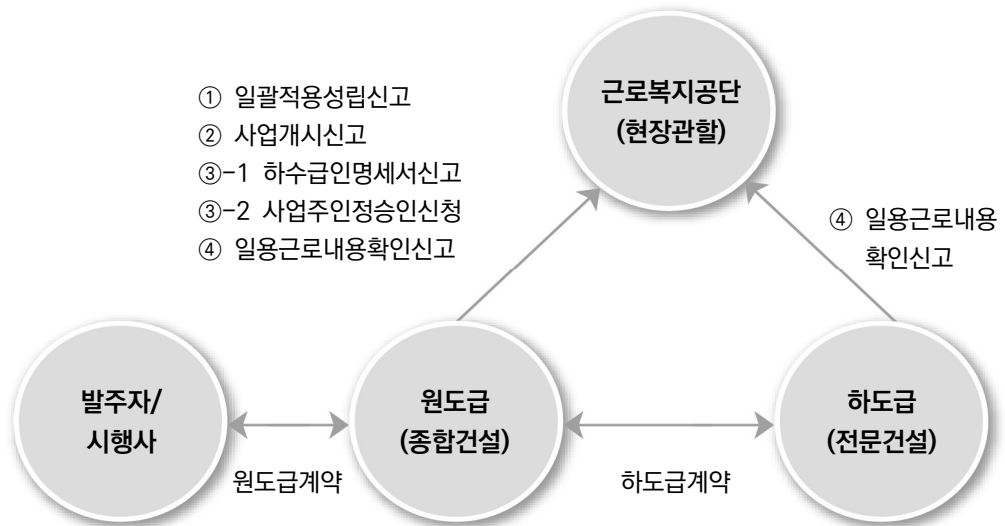 ① 일괄적용성립신고
② 사업개시신고
③-1 하수급인명세서신고
③-2 사업주인정승인신청
④ 일용근로내용확인신고
근로복지공단
(현장관할)
④ 일용근로내용
확인신고
발주자/
시행사
원도급계약
원도급
(종합건설)
하도급계약
하도급
(전문건설)